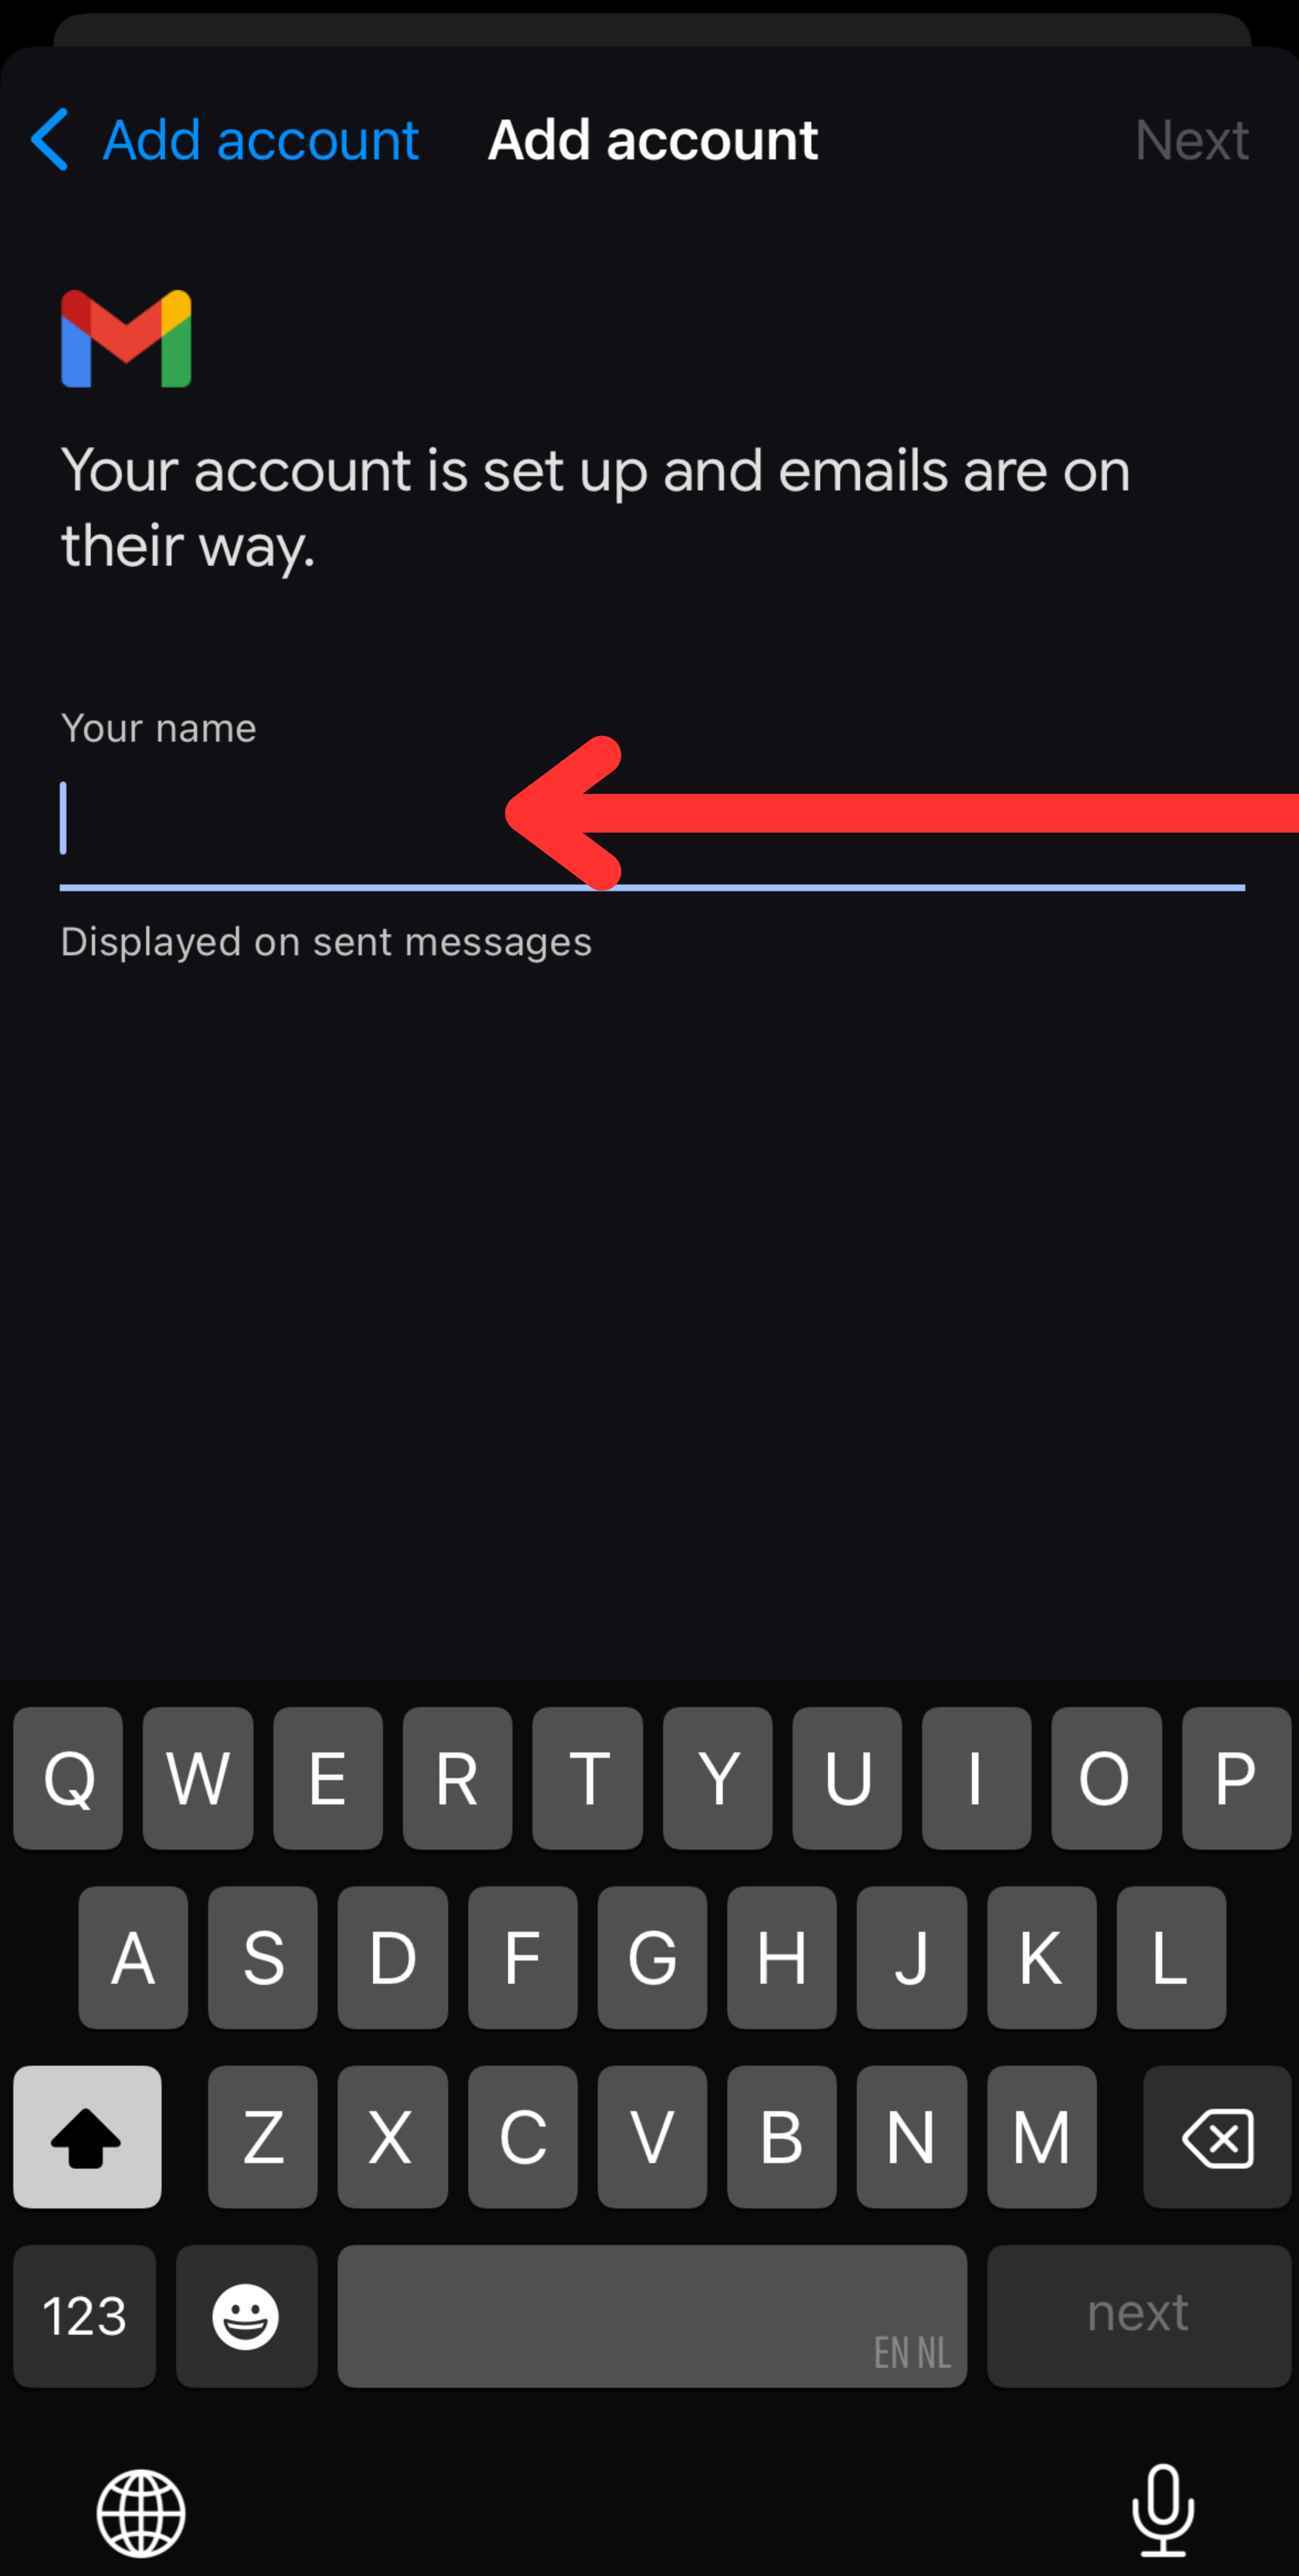 Add account Add account Next
Your account is set up and emails are on
their way.
Your name
Displayed on sent messages
Q W E R T Y U I O P
A S D F G H J K L
Z X C V B N M
123 EN NL next